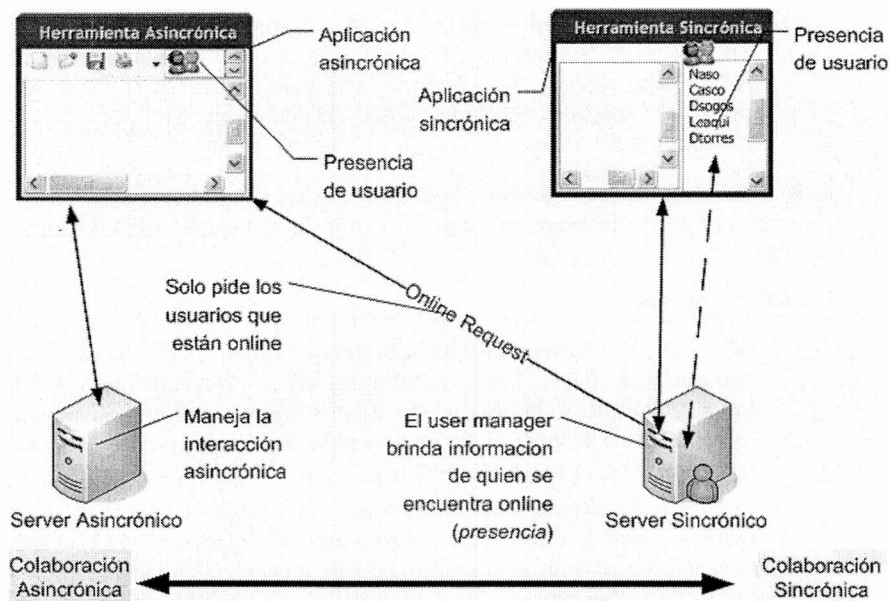 Herramienta Asincrónica
Aplicación
asincrónica
Presencia
de usuario
Herramienta Sincrónica
Naso
Casco
Dsogos
Leaqui
Dtorres
Presencia
de usuario
Aplicación
sincrónica
Solo pide los
usuarios que
están online
Online Request
Maneja la
interacción
asincrónica
El user manager
brinda informacion
de quien se
encuentra online
(presencia)
Server Asincrónico
Server Sincrónico
Colaboración
Asincrónica
Colaboración
Sincrónica